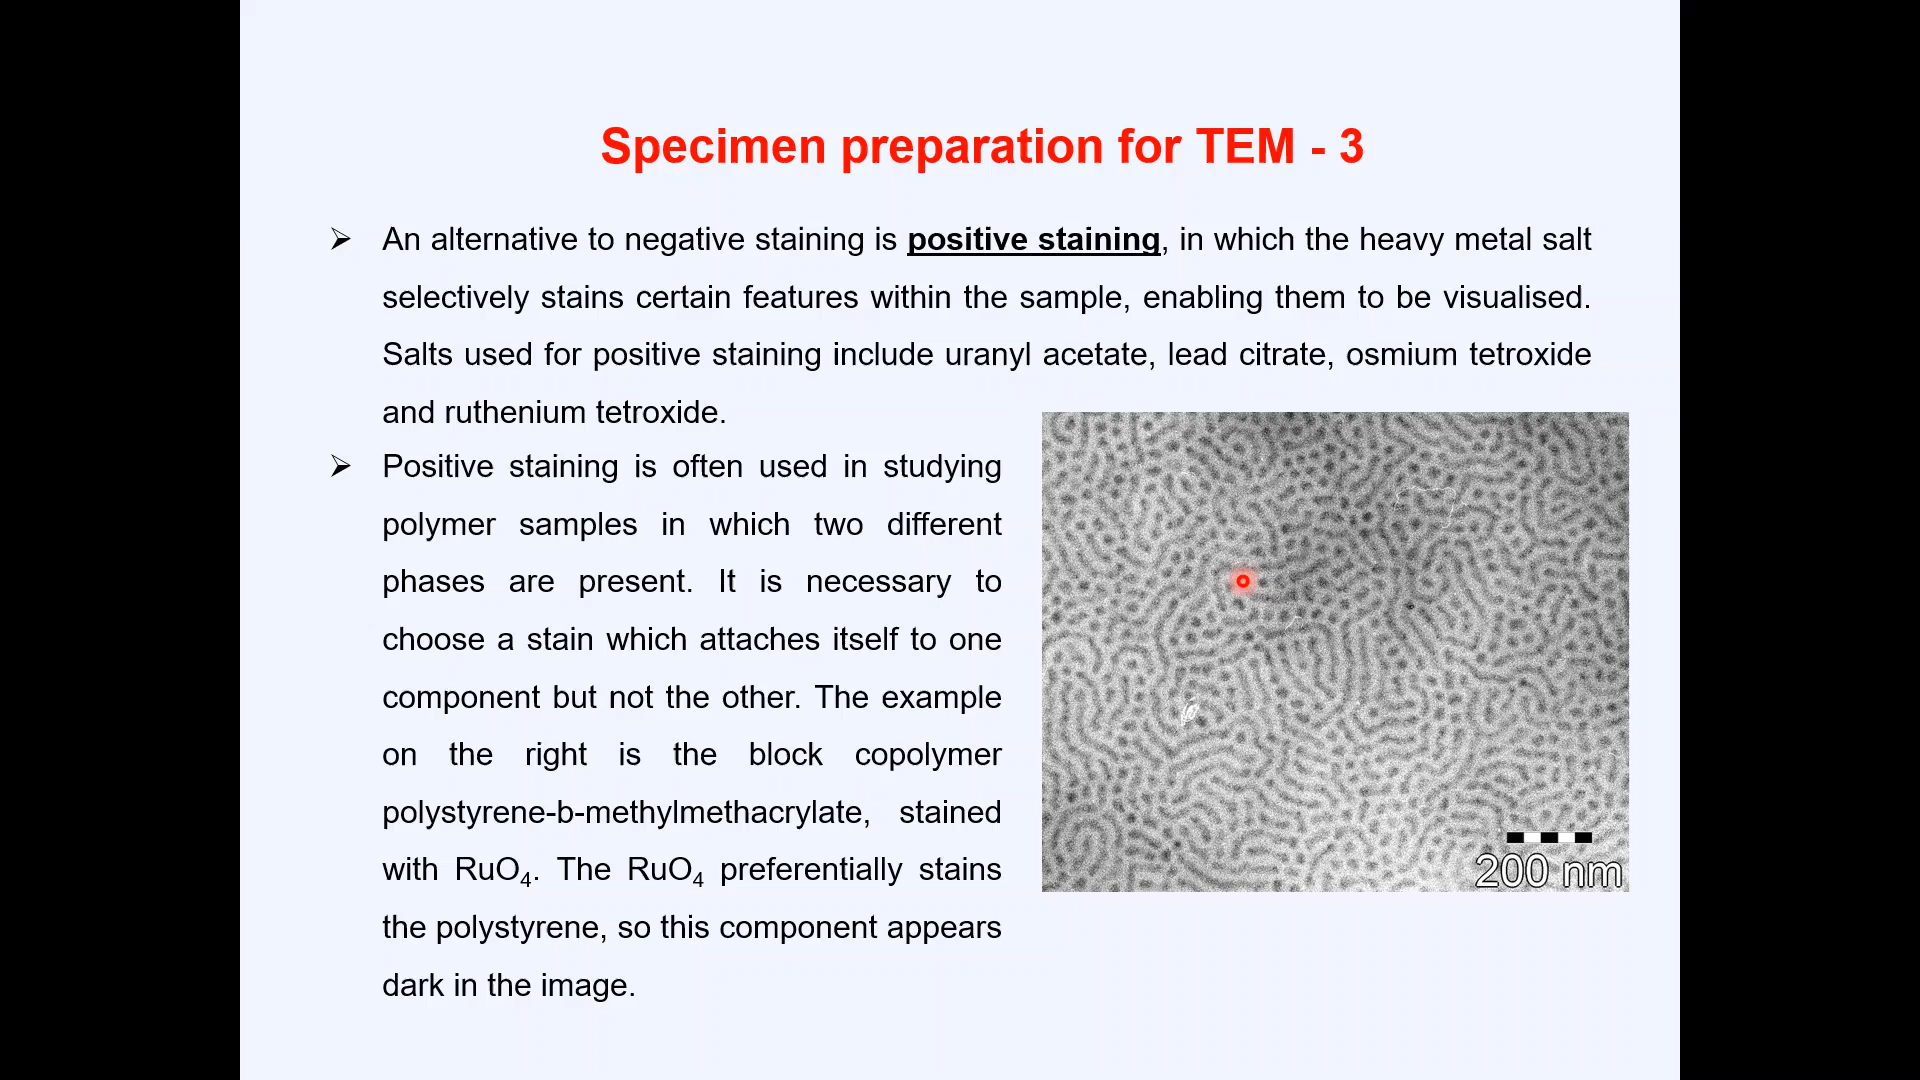 Specimen preparation for TEM - 3
➢ An alternative to negative staining is positive staining, in which the heavy metal salt
selectively stains certain features within the sample, enabling them to be visualised.
Salts used for positive staining include uranyl acetate, lead citrate, osmium tetroxide
and ruthenium tetroxide.
➢ Positive staining is often used in studying
polymer samples in which two different
phases are present. It is necessary to
choose a stain which attaches itself to one
component but not the other. The example
on the right is the block copolymer
polystyrene-b-methylmethacrylate, stained
with RuO₄. The RuO₄ preferentially stains
the polystyrene, so this component appears
dark in the image.
200 nm